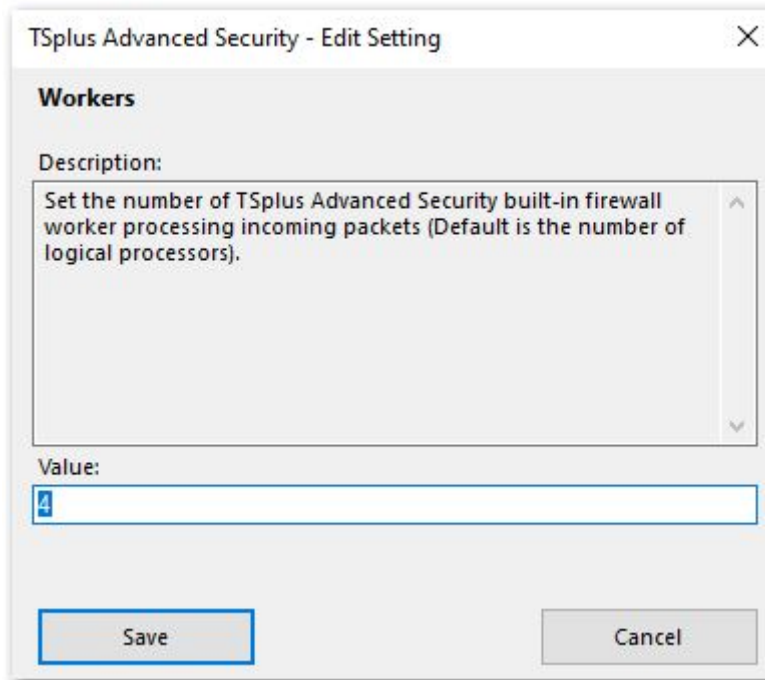 TSplus Advanced Security - Edit Setting
Workers
Description:
Set the number of TSplus Advanced Security built-in firewall
worker processing incoming packets (Default is the number of
logical processors).
Value:
4
Save Cancel